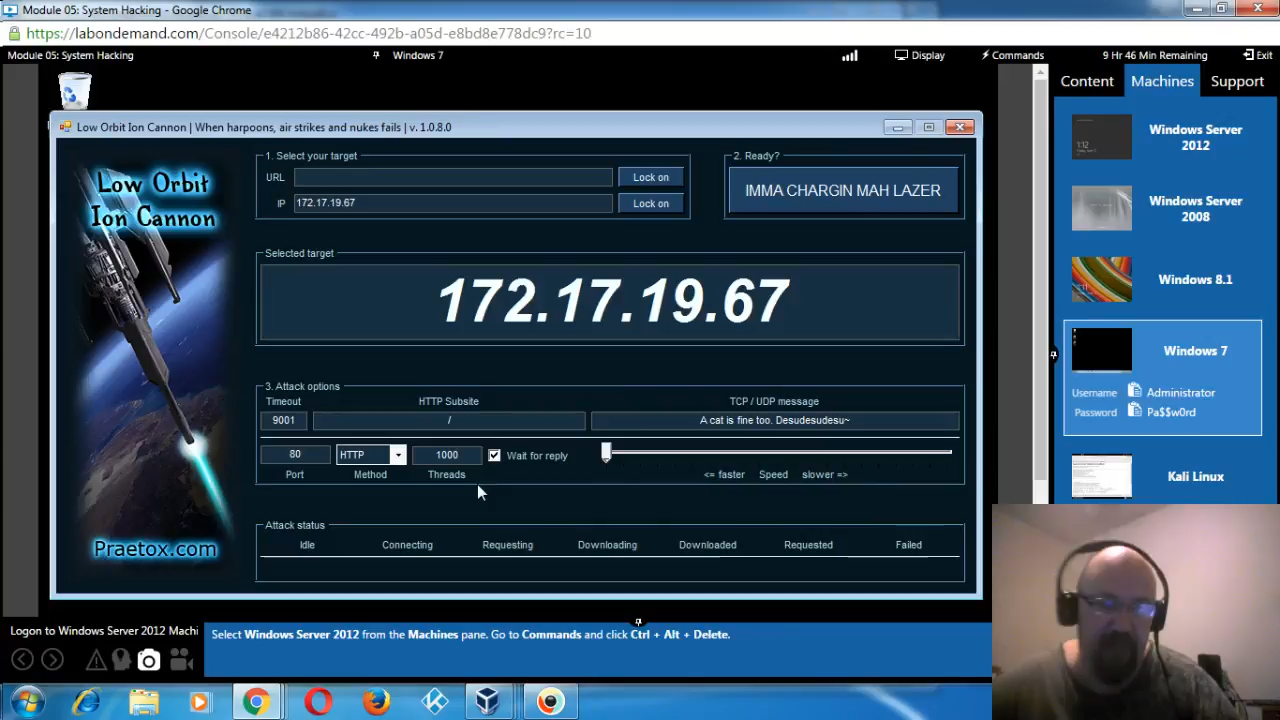 Module 05: System Hacking - Google Chrome
https://labondemand.com/Console/e4212b86-42cc-492b-a05d-e8bd8e778dc9?rc=10
Module 05: System Hacking
Windows 7
Display
Commands
9 Hr 46 Min Remaining
Exit
Content
Machines
Support
Low Orbit Ion Cannon | When harpoons, air strikes and nukes fails | v. 1.0.8.0
Low Orbit
Ion Cannon
Praetox.com
1. Select your target
URL
Lock on
IP
172.17.19.67
Lock on
2. Ready?
IMMA CHARGIN MAH LAZER
Selected target
172.17.19.67
3. Attack options
Timeout
HTTP Subsite
TCP / UDP message
9001
/
A cat is fine too. Desudesudesu~
80
HTTP
1000
Wait for reply
Port
Method
Threads
<= faster
Speed
slower =>
Attack status
Idle
Connecting
Requesting
Downloading
Downloaded
Requested
Failed
Windows Server
2012
Windows Server
2008
Windows 8.1
Windows 7
Username
Administrator
Password
Pa$$w0rd
Kali Linux
Logon to Windows Server 2012 Machi
Select Windows Server 2012 from the Machines pane. Go to Commands and click Ctrl + Alt + Delete.